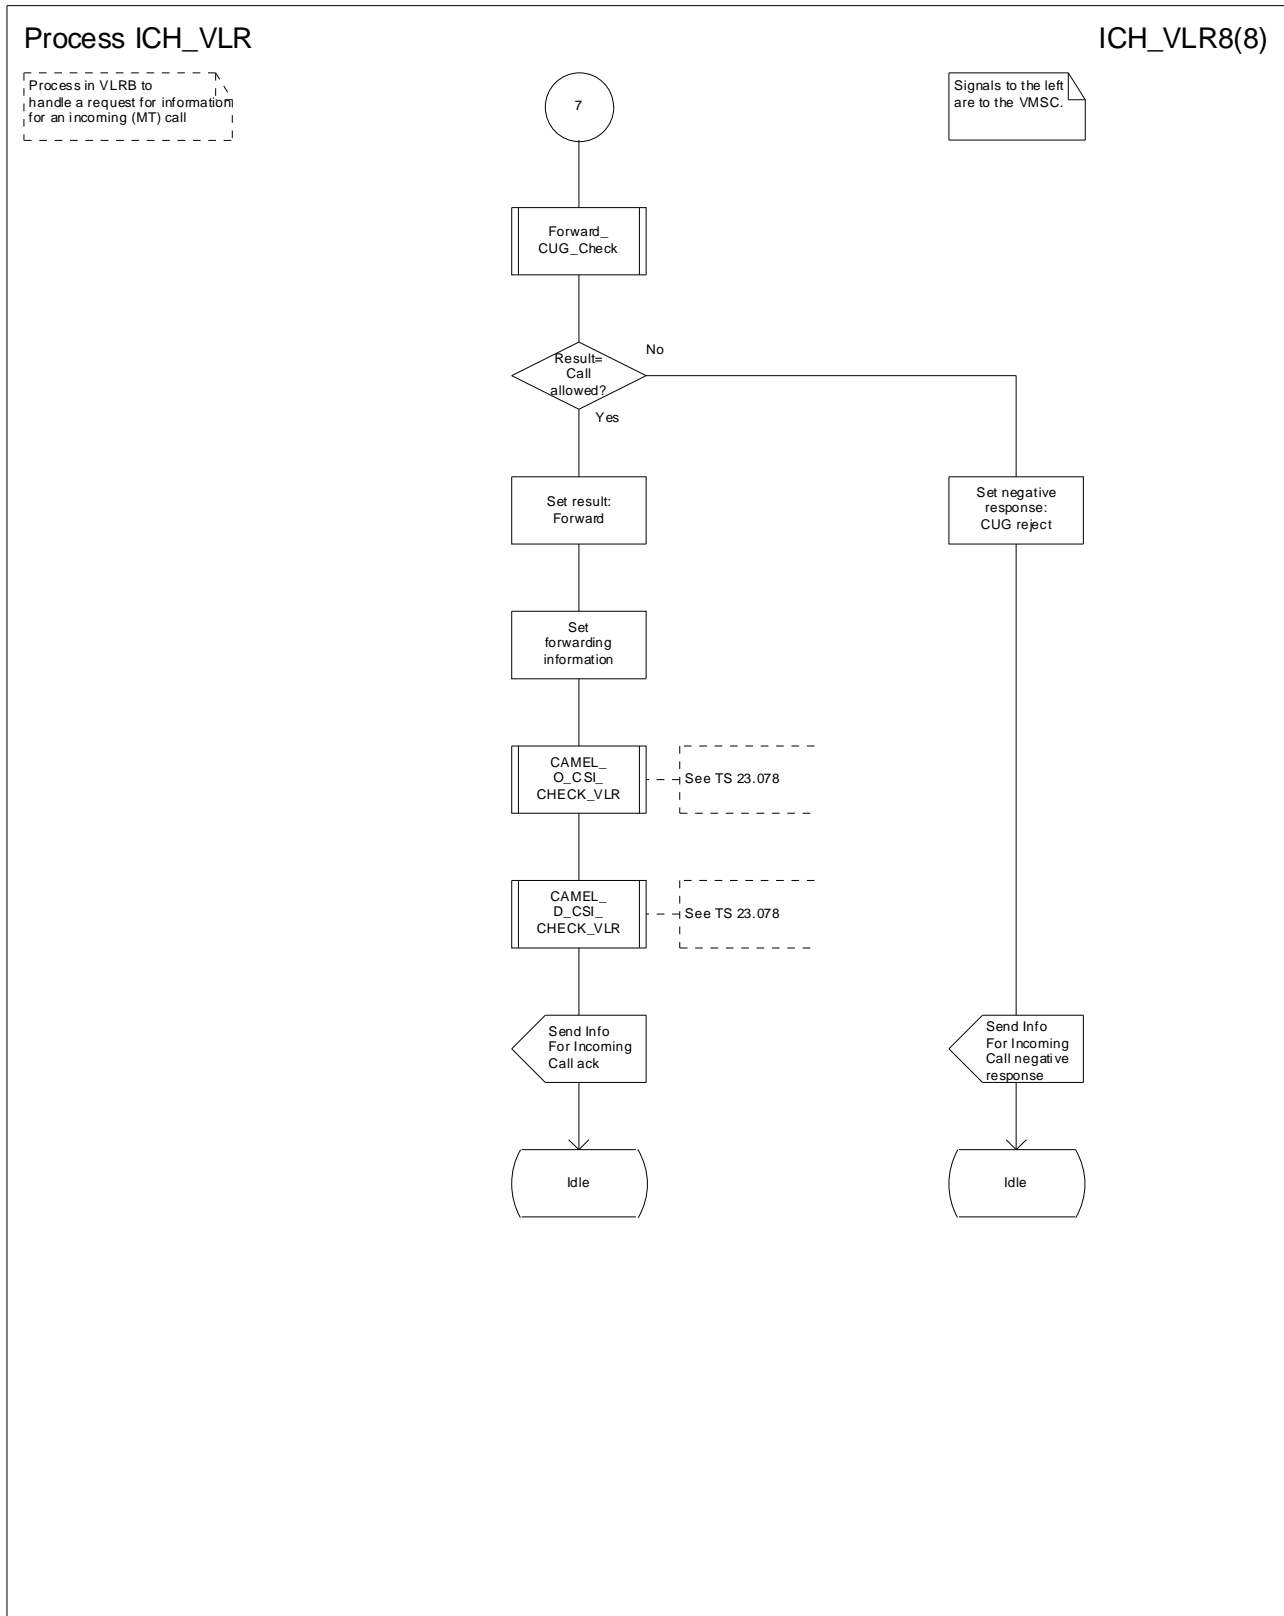 Process ICH_VLR
ICH_VLR8(8)
Process in VLRB to
handle a request for information
for an incoming (MT) call
7
Signals to the left
are to the VMSC.
Forward_
CUG_Check
Result=
Call
allowed?
No
Yes
Set result:
Forward
Set negative
response:
CUG reject
Set
forwarding
information
CAMEL_
O_CSI_
CHECK_VLR
See TS 23.078
CAMEL_
D_CSI_
CHECK_VLR
See TS 23.078
Send Info
For Incoming
Call ack
Send Info
For Incoming
Call negative
response
Idle
Idle